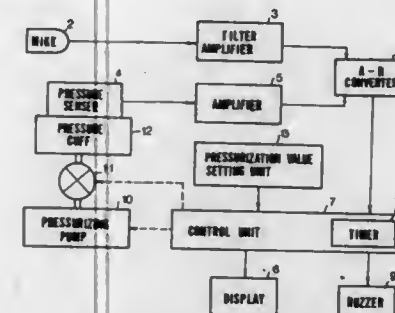 2
MIKE
3
FILTER
AMPLIFIER
A-D
CONVERTER
4
PRESSURE
SENSER
5
AMPLIFIER
PRESSURE
CUFF
12
13
PRESSURIZATION VALUE
SETTING UNIT
11
10
PRESSURIZING
PUMP
7
CONTROL UNIT
TIMER
8
DISPLAY
9
BUZZER